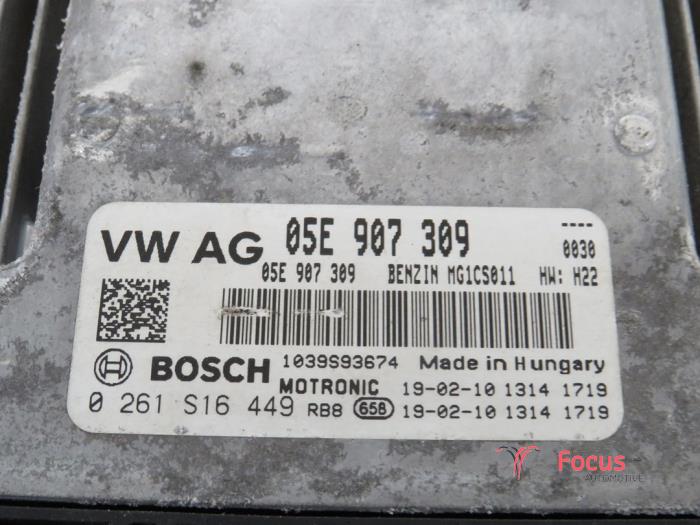 VW AG 05E 907 309 ----
0030
05E 907 309 BENZIN MG1CS011 HW: H22
BOSCH 1039S93674 Made in Hungary
MOTRONIC 19-02-10 1314 1719
0 261 S16 449 RB8 658 19-02-10 1314 1719
Focus
AUTOMOTIVE